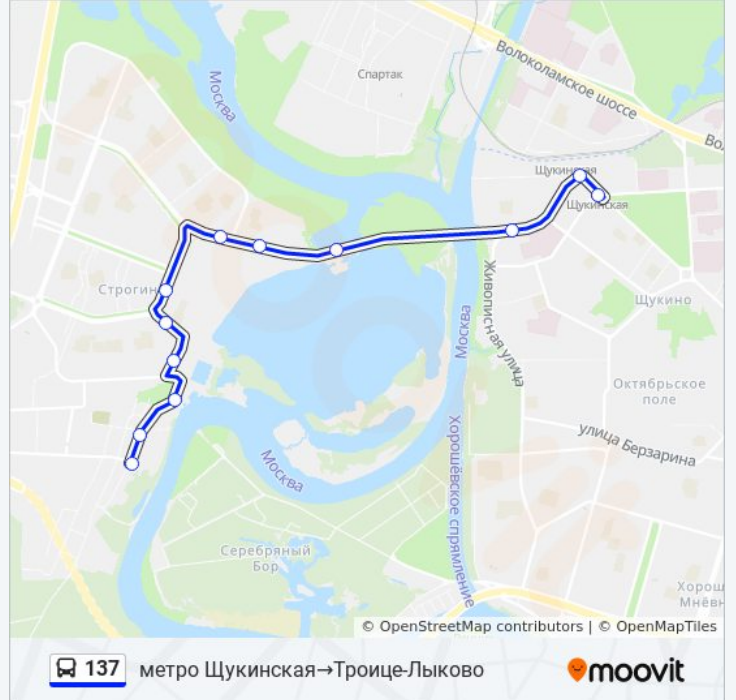 Волоколамское шоссе
Спартак
Москва
Во
Щукинская
Щукинская
Живописная улица
Щукино
Строгин
Москва
Октябрьское
поле
улица Берзарина
Москва
Хорошёвское спрямление
Серебряный
Бор
Хорош
Мнёвн
© OpenStreetMap contributors | © OpenMapTiles
137 метро Щукинская→Троице-Лыково
moovit